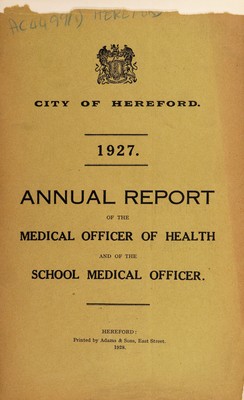 HEREFORD
CITY OF HEREFORD.
1927.
ANNUAL REPORT
OF THE
MEDICAL OFFICER OF HEALTH
AND OF THE
SCHOOL MEDICAL OFFICER.
HEREFORD:
Printed by Adams & Sons, East Street.
1928.